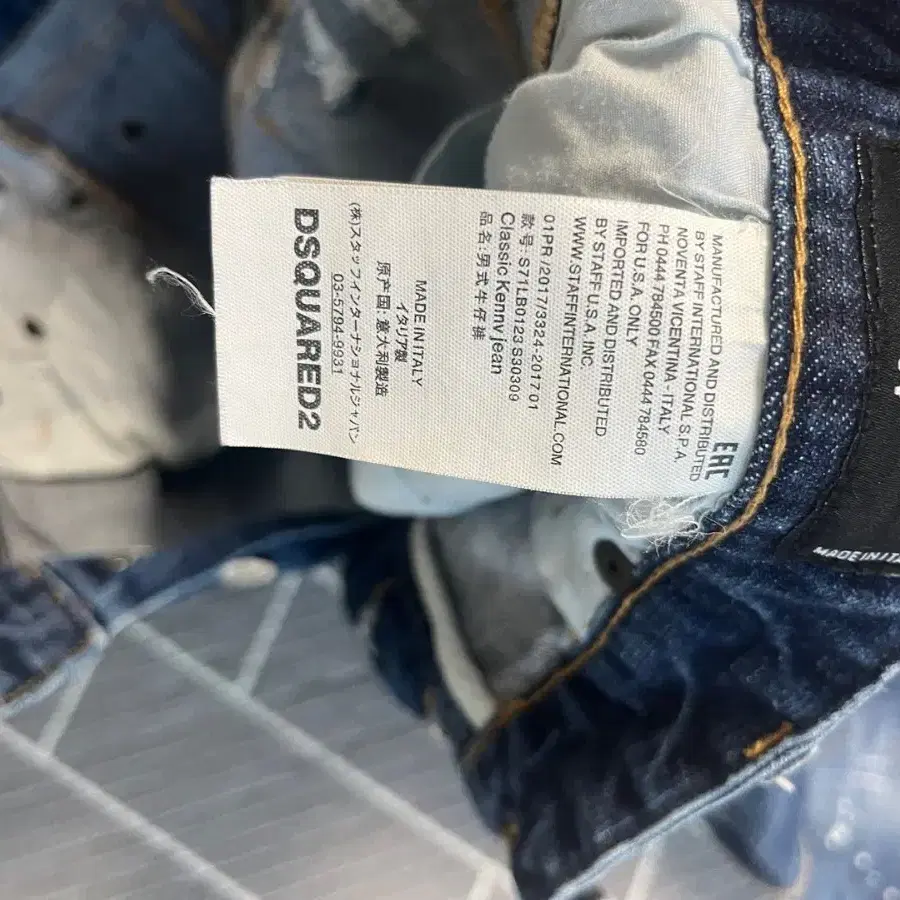 EAC
MANUFACTURED AND DISTRIBUTED
BY STAFF INTERNATIONAL S.P.A.
NOVENTA VICENTINA - ITALY
PH 0444 784500 FAX 0444 784580
FOR U.S.A. ONLY
IMPORTED AND DISTRIBUTED
BY STAFF U.S.A. INC.
WWW.STAFFINTERNATIONAL.COM
01PR /2017/3324-2017 01
款号: S71LB0123 S30309
Classic Kenny jean
品名: 男式牛仔裤
MADE IN ITALY
イタリア製
原产国: 意大利製造
(株)スタッフインターナショナルジャパン
03-5794-9931
DSQUARED2
MADE IN